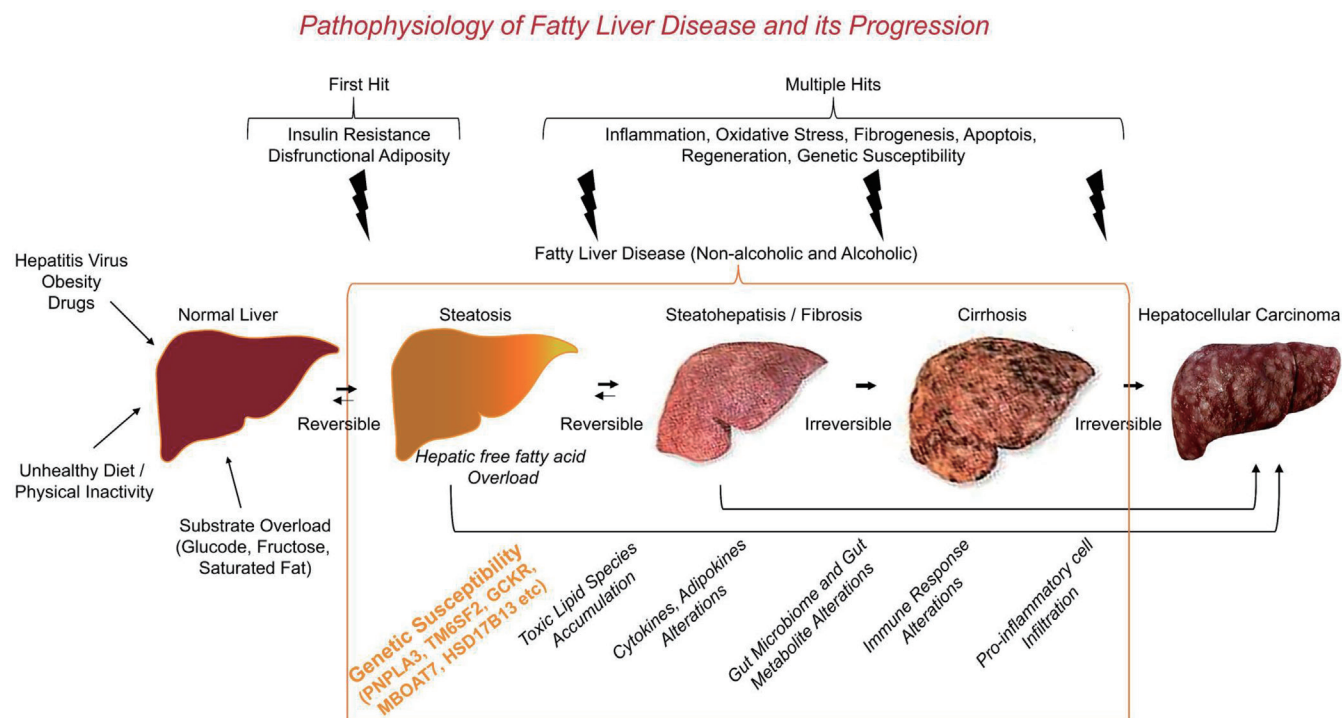 Pathophysiology of Fatty Liver Disease and its Progression
First Hit
Multiple Hits
Insulin Resistance
Disfrunctional Adiposity
Inflammation, Oxidative Stress, Fibrogenesis, Apoptois,
Regeneration, Genetic Susceptibility
Fatty Liver Disease (Non-alcoholic and Alcoholic)
Hepatitis Virus
Obesity
Drugs
Normal Liver
Steatosis
Steatohepatisis / Fibrosis
Cirrhosis
Hepatocellular Carcinoma
Reversible
Reversible
Irreversible
Irreversible
Unhealthy Diet /
Physical Inactivity
Hepatic free fatty acid
Overload
Substrate Overload
(Glucode, Fructose,
Saturated Fat)
Genetic Susceptibility
(PNPLA3, TM6SF2, GCKR,
MBOAT7, HSD17B13 etc)
Toxic Lipid Species
Accumulation
Cytokines, Adipokines
Alterations
Gut Microbiome and Gut
Metabolite Alterations
Immune Response
Alterations
Pro-inflammatory cell
Infiltration